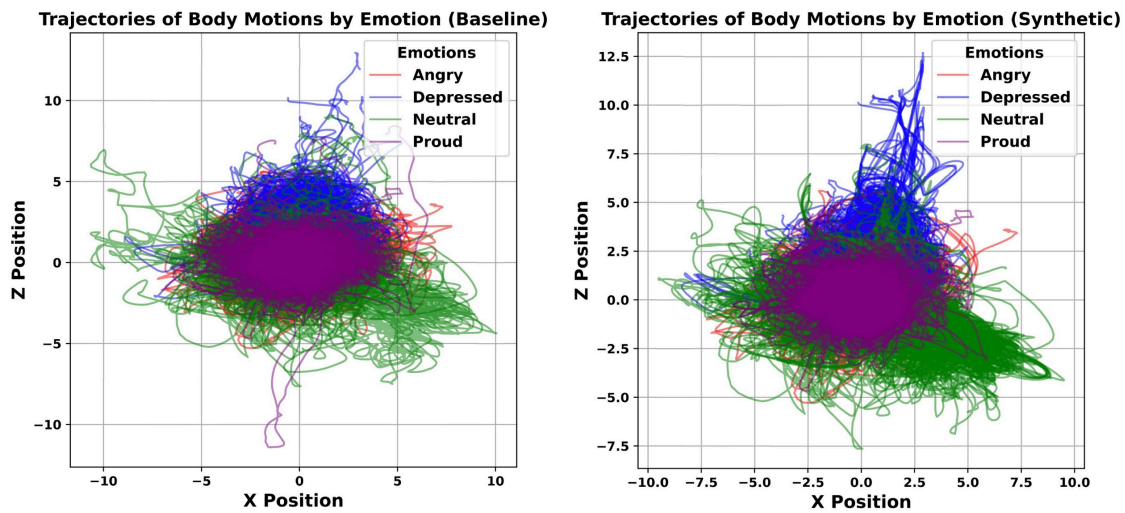 Trajectories of Body Motions by Emotion (Baseline)
Emotions
Angry
Depressed
Neutral
Proud
10
5
0
−5
−10
Z Position
−10
−5
0
5
10
X Position
Trajectories of Body Motions by Emotion (Synthetic)
Emotions
Angry
Depressed
Neutral
Proud
12.5
10.0
7.5
5.0
2.5
0.0
−2.5
−5.0
−7.5
Z Position
−10.0
−7.5
−5.0
−2.5
0.0
2.5
5.0
7.5
10.0
X Position